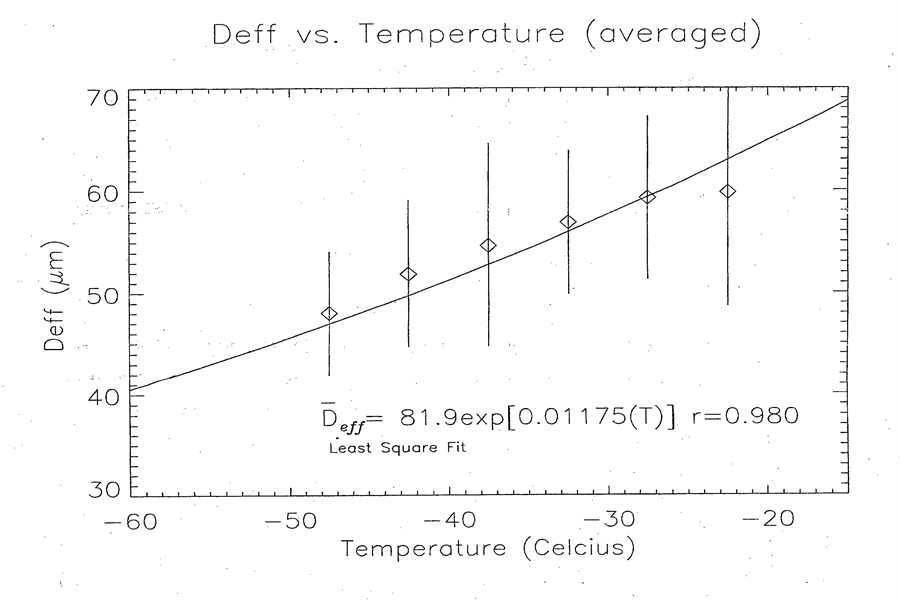 Deff vs. Temperature (averaged)
70
60
50
40
30
Deff (μm)
D̅eff= 81.9exp[0.01175(T)] r=0.980
Least Square Fit
−60 −50 −40 −30 −20
Temperature (Celcius)